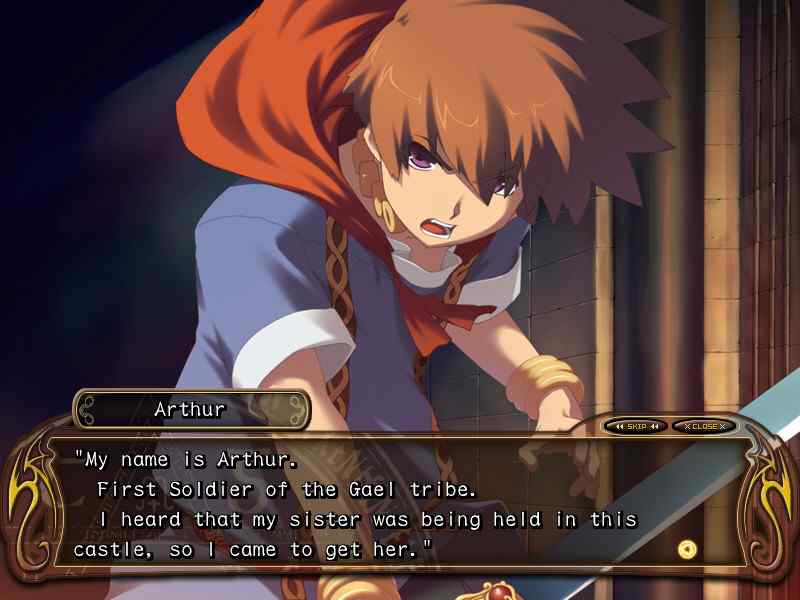 Arthur
SKIP
CLOSE
"My name is Arthur.
First Soldier of the Gael tribe.
I heard that my sister was being held in this
castle, so I came to get her."